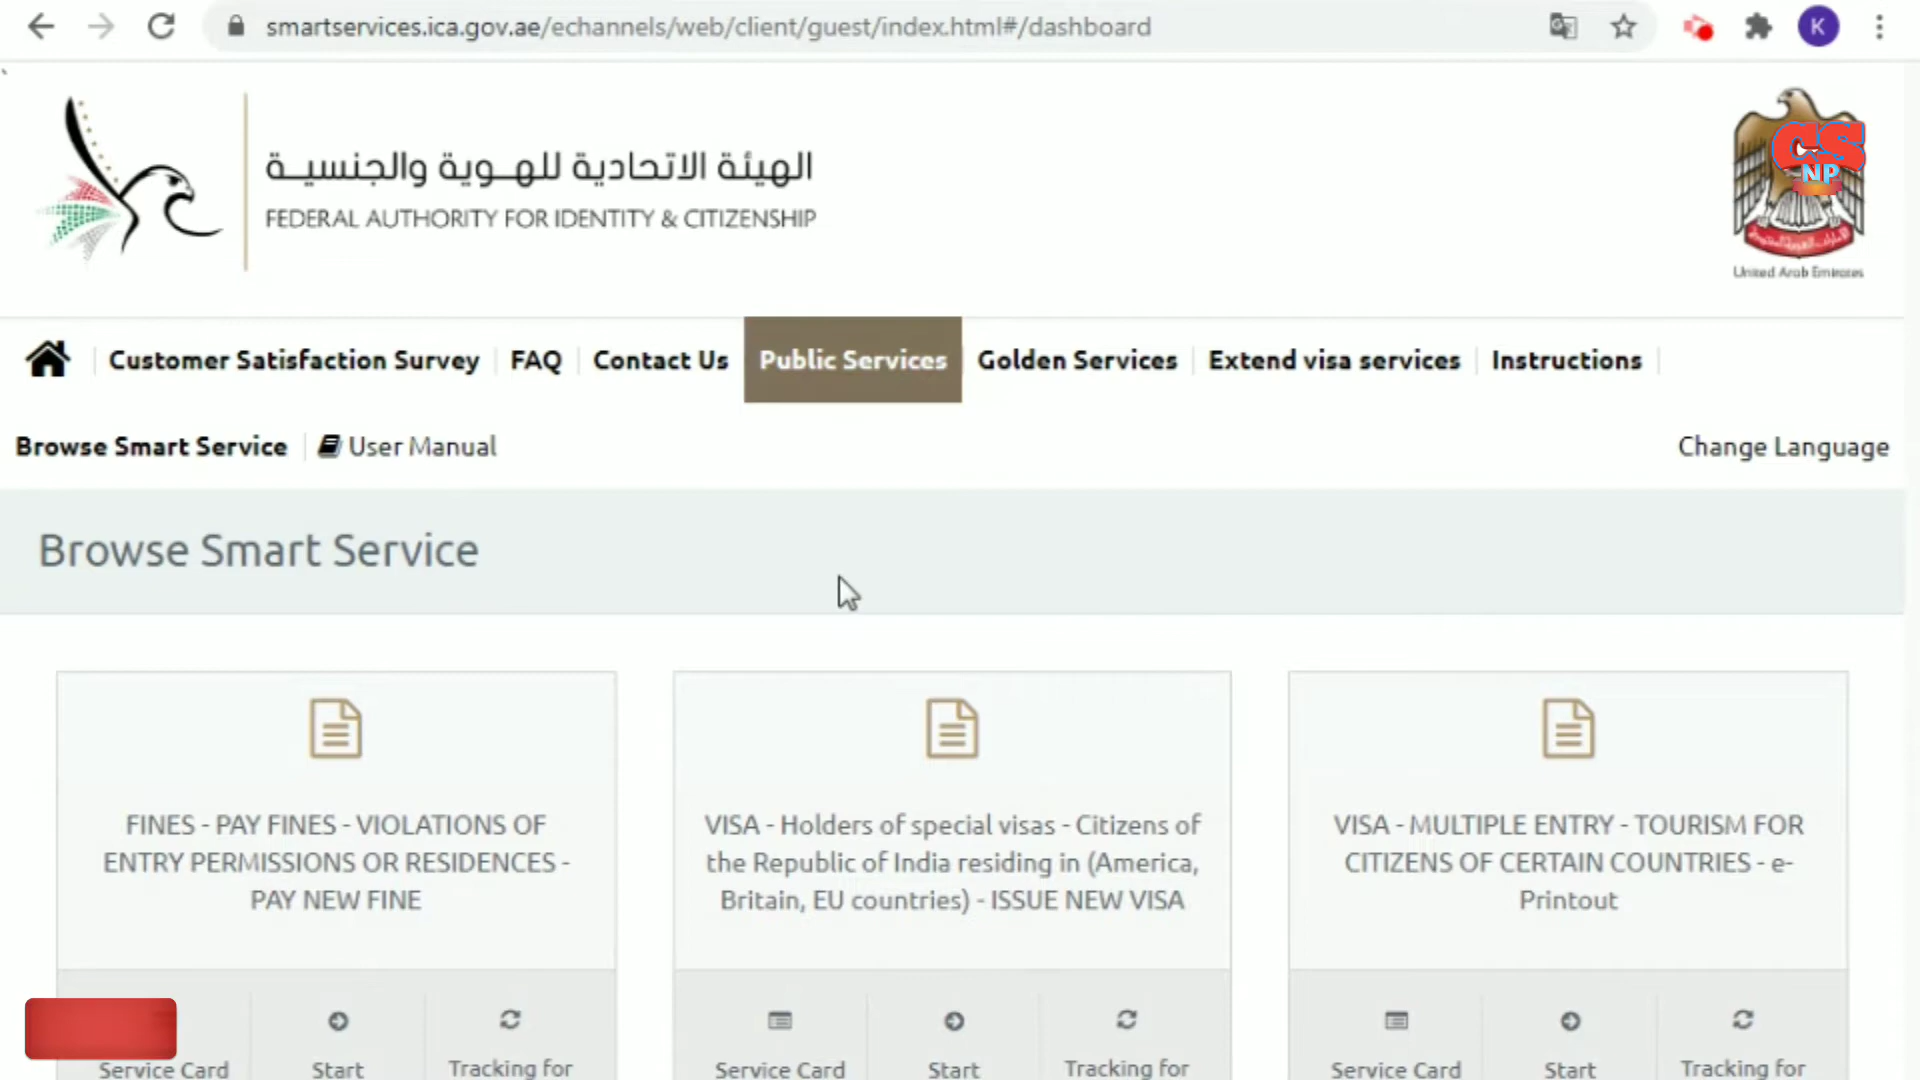 smartservices.ica.gov.ae/echannels/web/client/guest/index.html#/dashboard
K
الهيئة الاتحادية للهوية والجنسية
FEDERAL AUTHORITY FOR IDENTITY & CITIZENSHIP
CS
NP
United Arab Emirates
Customer Satisfaction Survey
FAQ
Contact Us
Public Services
Golden Services
Extend visa services
Instructions
Browse Smart Service
User Manual
Change Language
Browse Smart Service
FINES - PAY FINES - VIOLATIONS OF
ENTRY PERMISSIONS OR RESIDENCES -
PAY NEW FINE
VISA - Holders of special visas - Citizens of
the Republic of India residing in (America,
Britain, EU countries) - ISSUE NEW VISA
VISA - MULTIPLE ENTRY - TOURISM FOR
CITIZENS OF CERTAIN COUNTRIES - e-
Printout
Service Card
Start
Tracking for
Service Card
Start
Tracking for
Service Card
Start
Tracking for